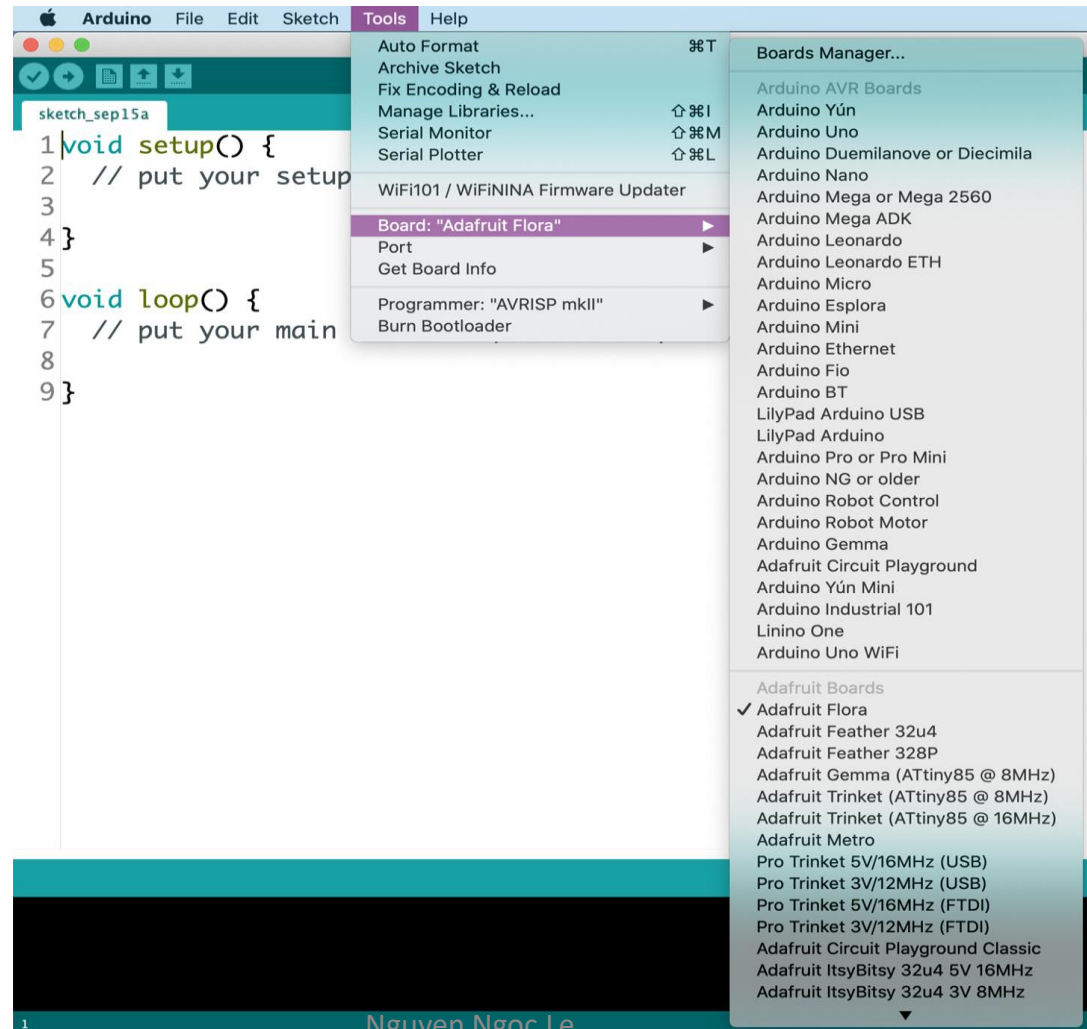 Arduino File Edit Sketch Tools Help
sketch_sep15a
1 void setup() {
2 // put your setup
3
4 }
5
6 void loop() {
7 // put your main
8
9 }
Auto Format ⌘T
Archive Sketch
Fix Encoding & Reload
Manage Libraries... ⇧⌘I
Serial Monitor ⇧⌘M
Serial Plotter ⇧⌘L
WiFi101 / WiFiNINA Firmware Updater
Board: "Adafruit Flora" ▶
Port ▶
Get Board Info
Programmer: "AVRISP mkII" ▶
Burn Bootloader
Boards Manager...
Arduino AVR Boards
Arduino Yún
Arduino Uno
Arduino Duemilanove or Diecimila
Arduino Nano
Arduino Mega or Mega 2560
Arduino Mega ADK
Arduino Leonardo
Arduino Leonardo ETH
Arduino Micro
Arduino Esplora
Arduino Mini
Arduino Ethernet
Arduino Fio
Arduino BT
LilyPad Arduino USB
LilyPad Arduino
Arduino Pro or Pro Mini
Arduino NG or older
Arduino Robot Control
Arduino Robot Motor
Arduino Gemma
Adafruit Circuit Playground
Arduino Yún Mini
Arduino Industrial 101
Linino One
Arduino Uno WiFi
Adafruit Boards
✓ Adafruit Flora
Adafruit Feather 32u4
Adafruit Feather 328P
Adafruit Gemma (ATtiny85 @ 8MHz)
Adafruit Trinket (ATtiny85 @ 8MHz)
Adafruit Trinket (ATtiny85 @ 16MHz)
Adafruit Metro
Pro Trinket 5V/16MHz (USB)
Pro Trinket 3V/12MHz (USB)
Pro Trinket 5V/16MHz (FTDI)
Pro Trinket 3V/12MHz (FTDI)
Adafruit Circuit Playground Classic
Adafruit ItsyBitsy 32u4 5V 16MHz
Adafruit ItsyBitsy 32u4 3V 8MHz
1
Nguyen Ngoc Le